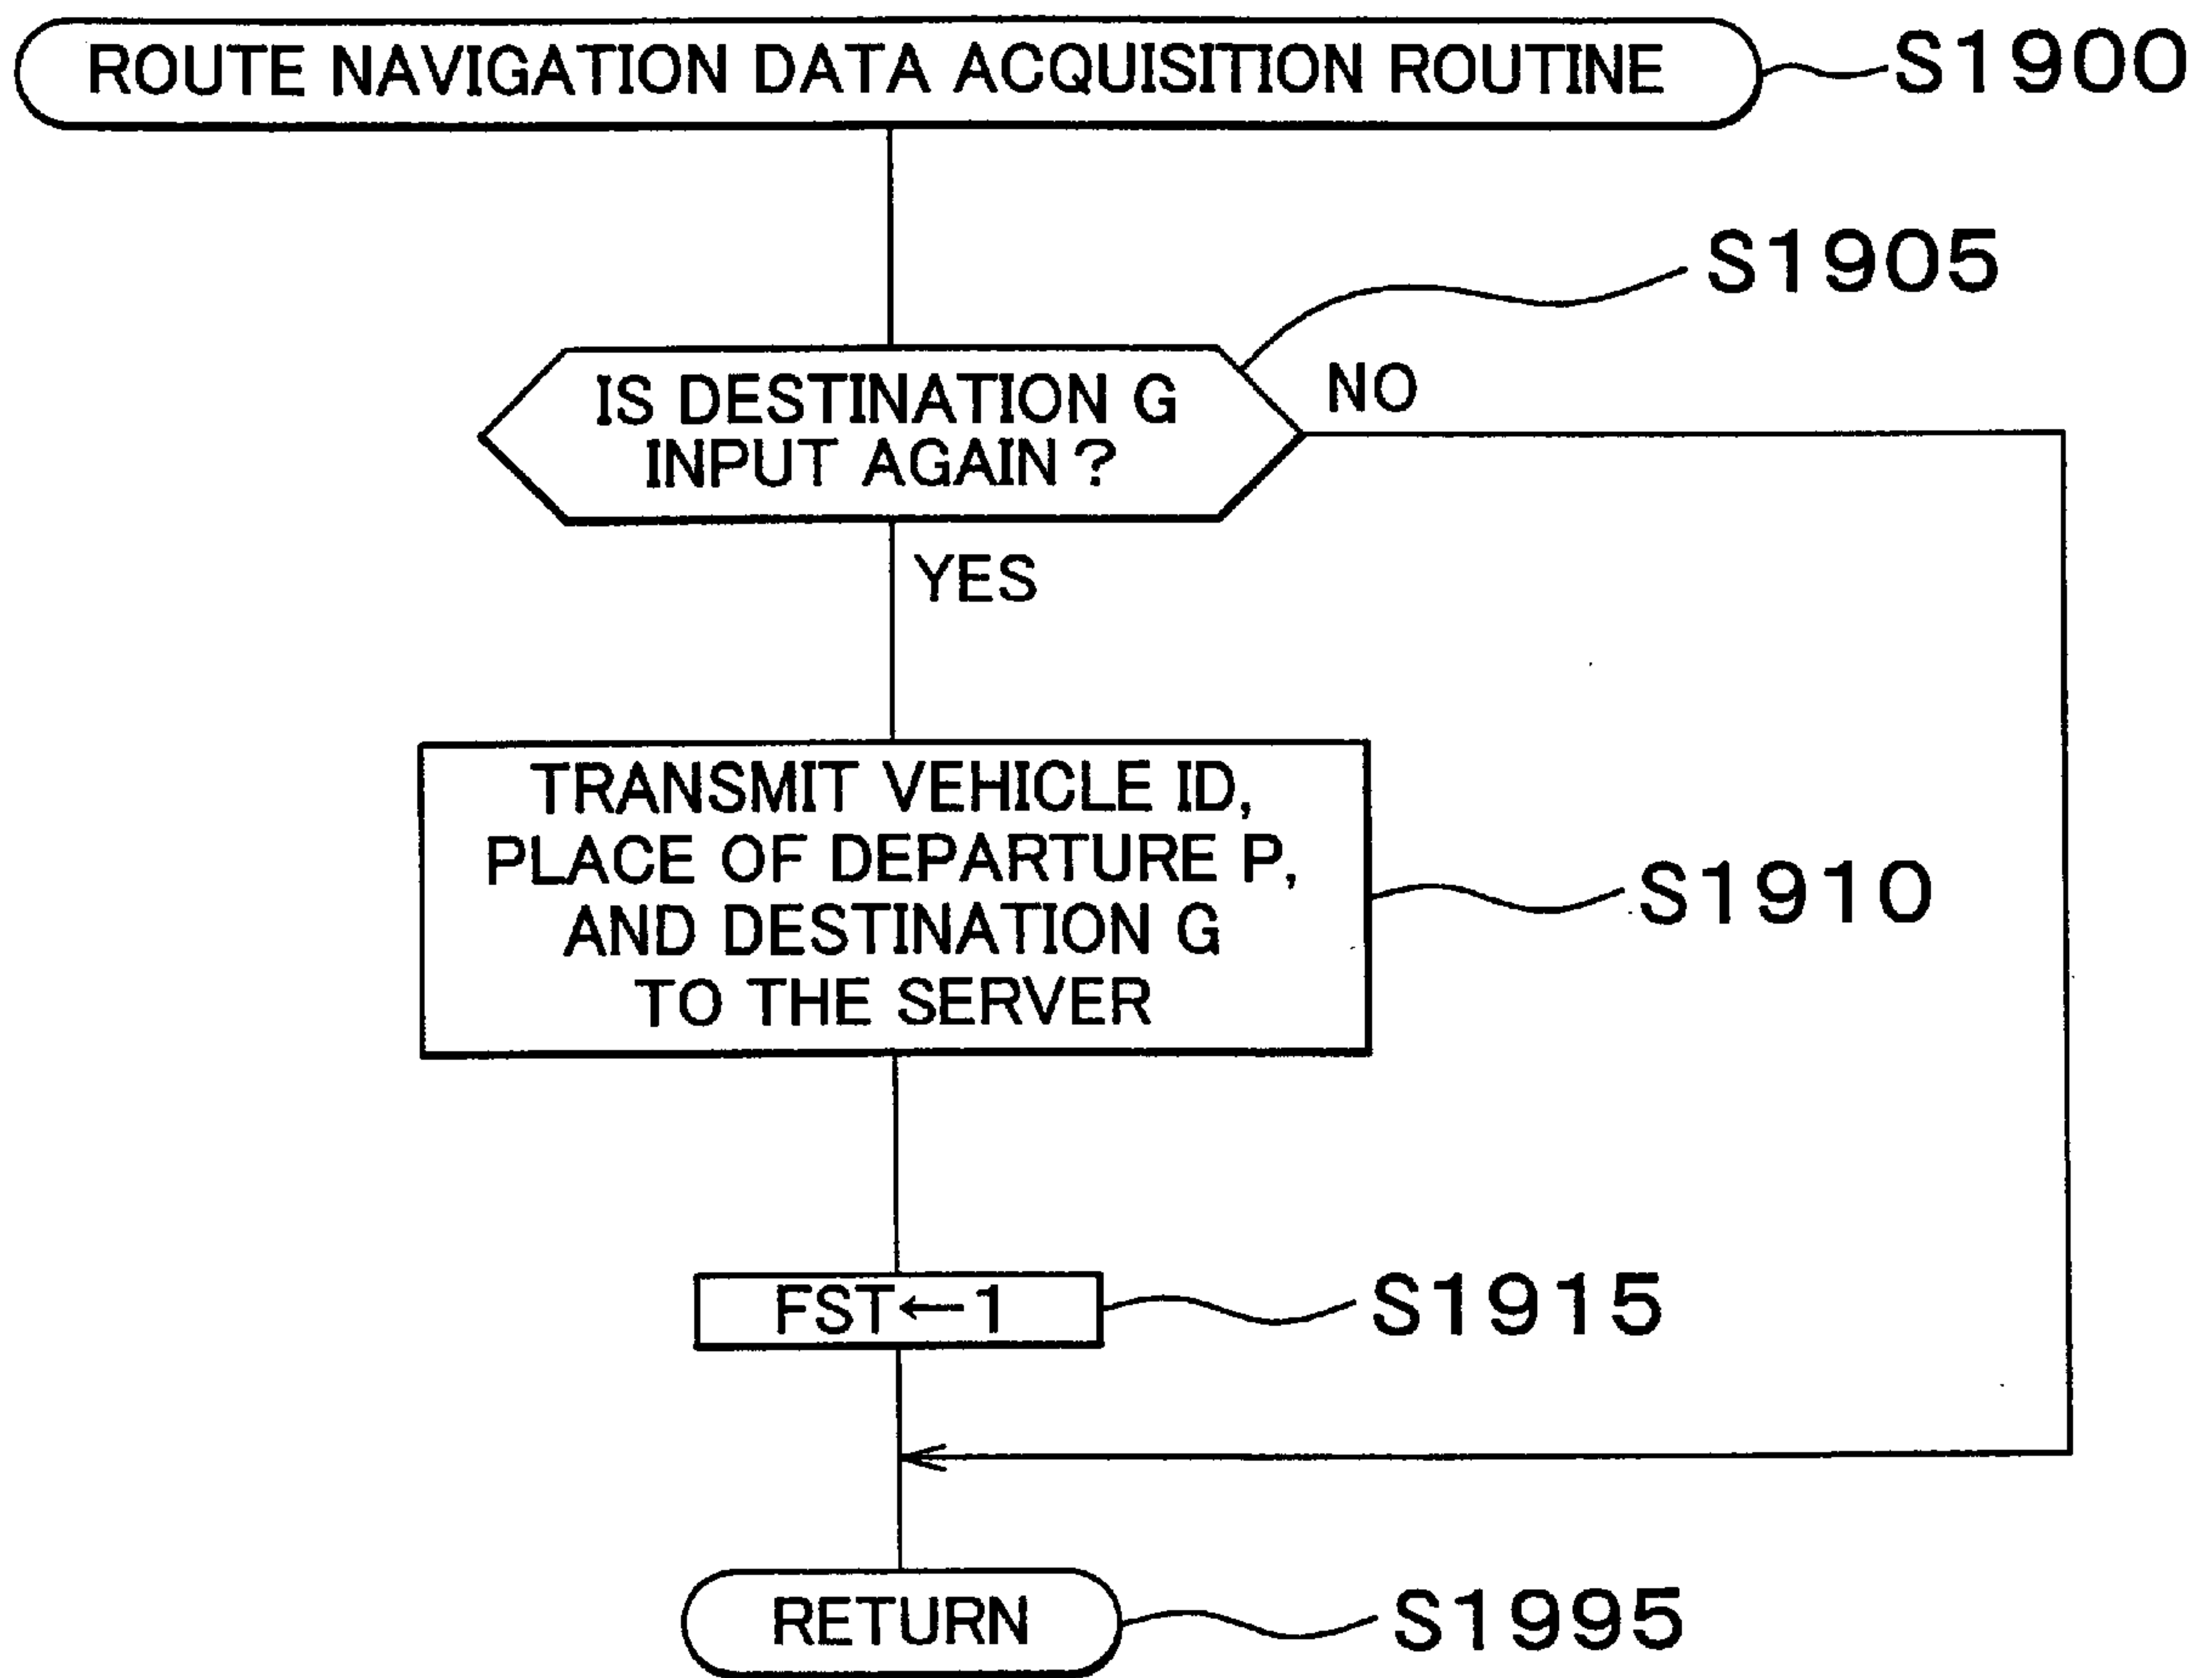 ROUTE NAVIGATION DATA ACQUISITION ROUTINE
S1900
S1905
IS DESTINATION G
INPUT AGAIN?
NO
YES
TRANSMIT VEHICLE ID,
PLACE OF DEPARTURE P,
AND DESTINATION G
TO THE SERVER
S1910
FST←1
S1915
RETURN
S1995